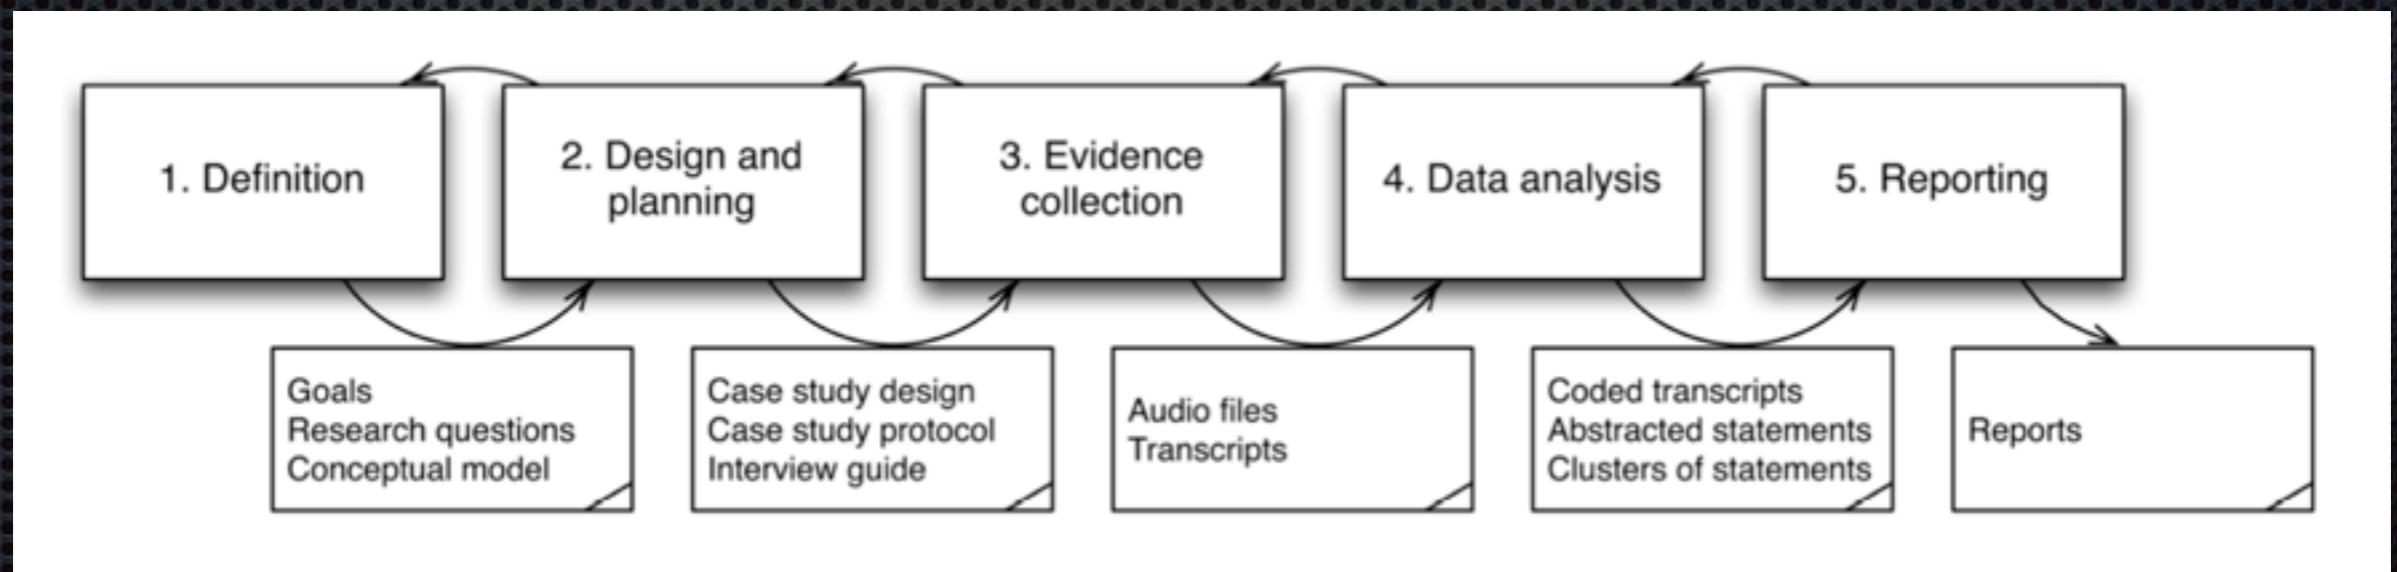 1. Definition
2. Design and
planning
3. Evidence
collection
4. Data analysis
5. Reporting
Goals
Research questions
Conceptual model
Case study design
Case study protocol
Interview guide
Audio files
Transcripts
Coded transcripts
Abstracted statements
Clusters of statements
Reports